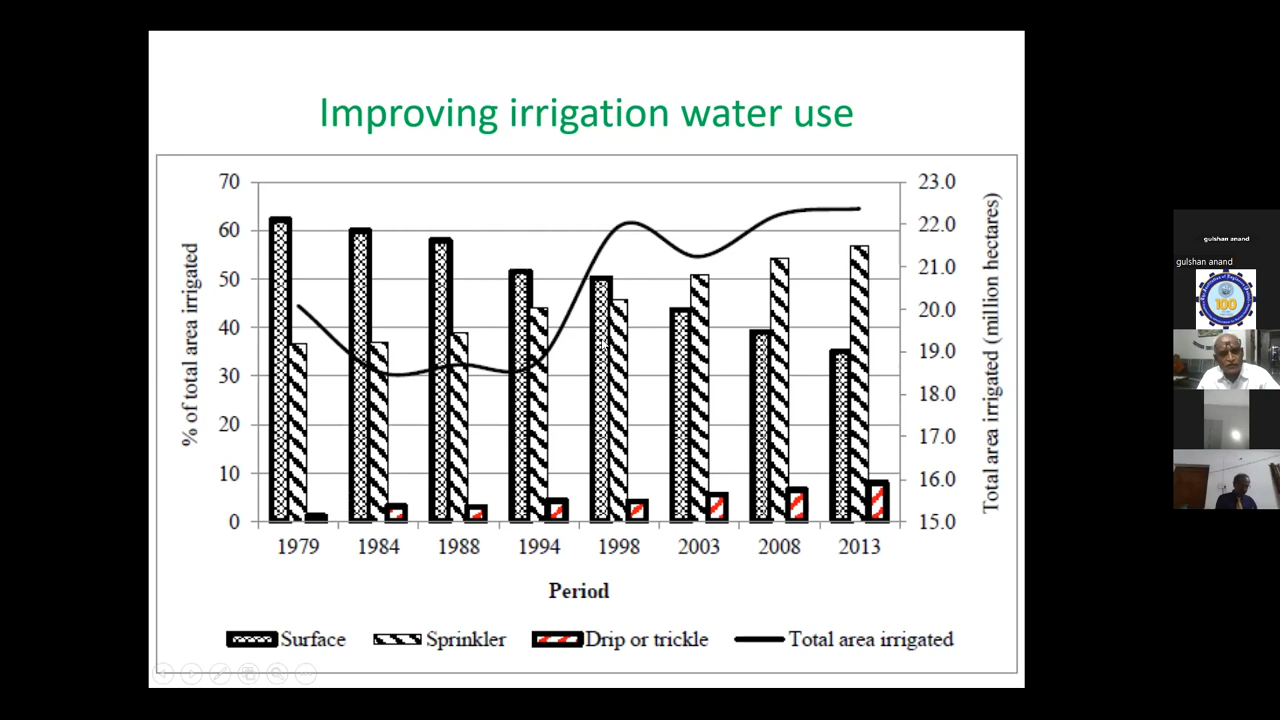 Improving irrigation water use
70
60
50
40
30
20
10
0
% of total area irrigated
23.0
22.0
21.0
20.0
19.0
18.0
17.0
16.0
15.0
Total area irrigated (million hectares)
1979 1984 1988 1994 1998 2003 2008 2013
Period
Surface Sprinkler Drip or trickle Total area irrigated
gulshan anand
gulshan anand
100